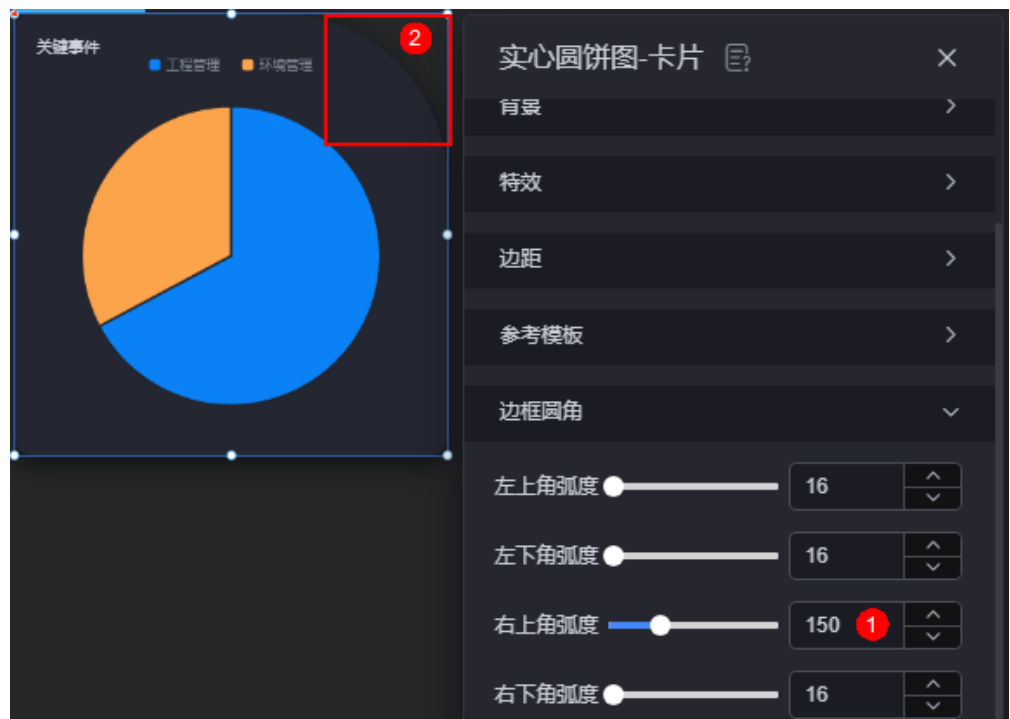 关键事件
工程管理 环境管理
2
实心圆饼图-卡片
背景
特效
边距
参考模板
边框圆角
左上角弧度 16
左下角弧度 16
右上角弧度 150 1
右下角弧度 16